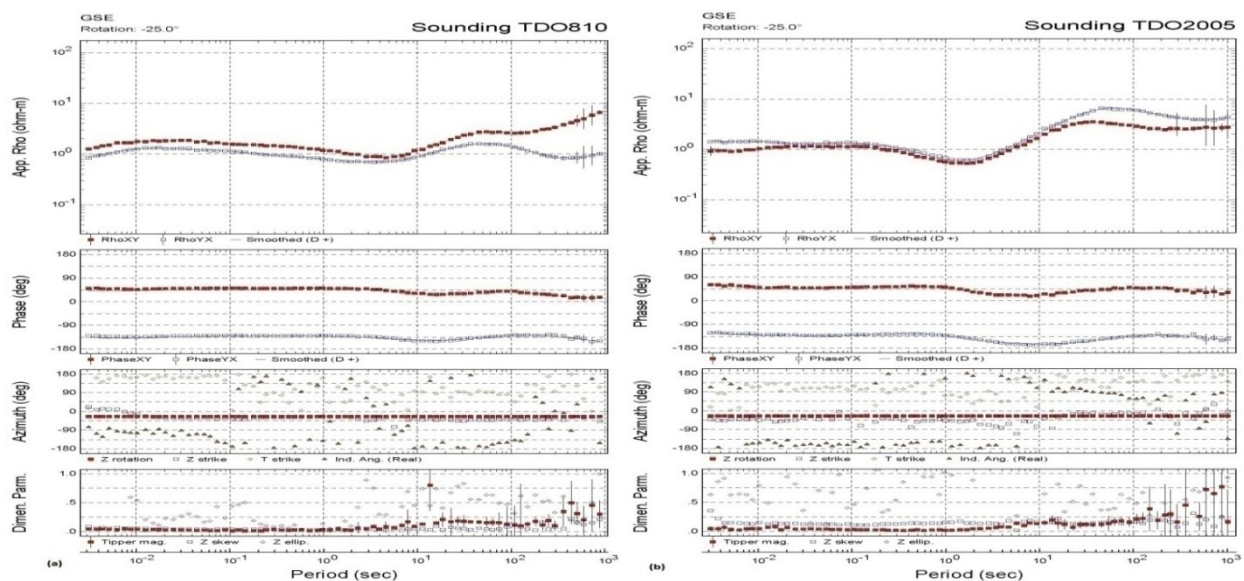 GSE
Rotation: -25.0°
Sounding TDO810
App. Rho (ohm-m)
10²
10¹
10⁰
10⁻¹
RhoXY RhoYX Smoothed (D +)
Phase (deg)
180
90
0
-90
-180
PhaseXY PhaseYX Smoothed (D +)
Azimuth (deg)
180
90
0
-90
-180
Z rotation Z strike T strike Ind. Ang. (Real)
Dimen. Parm.
1.0
.5
.0
Tipper mag. Z skew Z ellip.
10⁻² 10⁻¹ 10⁰ 10¹ 10² 10³
(a)
Period (sec)
GSE
Rotation: -25.0°
Sounding TDO2005
App. Rho (ohm-m)
10²
10¹
10⁰
10⁻¹
RhoXY RhoYX Smoothed (D +)
Phase (deg)
180
90
0
-90
-180
PhaseXY PhaseYX Smoothed (D +)
Azimuth (deg)
180
90
0
-90
-180
Z rotation Z strike T strike Ind. Ang. (Real)
Dimen. Parm.
1.0
.5
.0
Tipper mag. Z skew Z ellip.
10⁻² 10⁻¹ 10⁰ 10¹ 10² 10³
(b)
Period (sec)